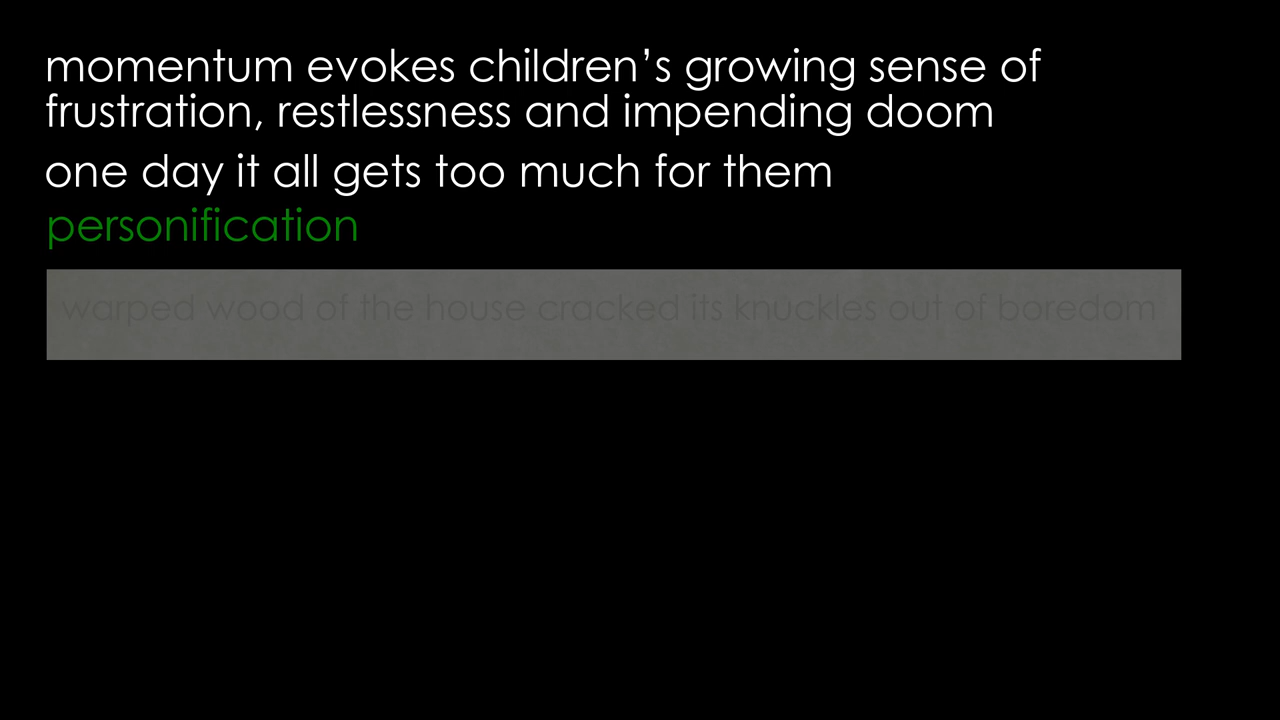 momentum evokes children’s growing sense of
frustration, restlessness and impending doom
one day it all gets too much for them
personification
warped wood of the house cracked its knuckles out of boredom